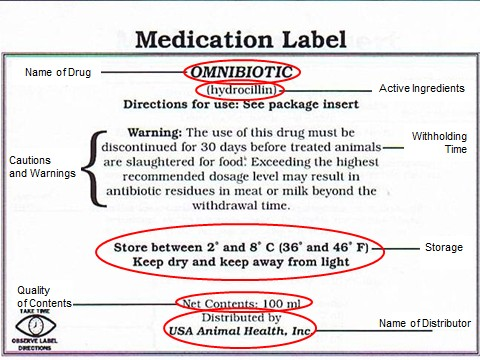 Medication Label
Name of Drug
OMNIBIOTIC
(hydrocillin)
Active Ingredients
Directions for use: See package insert
Warning: The use of this drug must be
discontinued for 30 days before treated animals
are slaughtered for food. Exceeding the highest
recommended dosage level may result in
antibiotic residues in meat or milk beyond the
withdrawal time.
Withholding
Time
Cautions
and Warnings
Store between 2° and 8° C (36° and 46° F)
Keep dry and keep away from light
Storage
Quality
of Contents
Net Contents: 100 ml
Distributed by
USA Animal Health, Inc
Name of Distributor
TAKE TIME
OBSERVE LABEL
DIRECTIONS